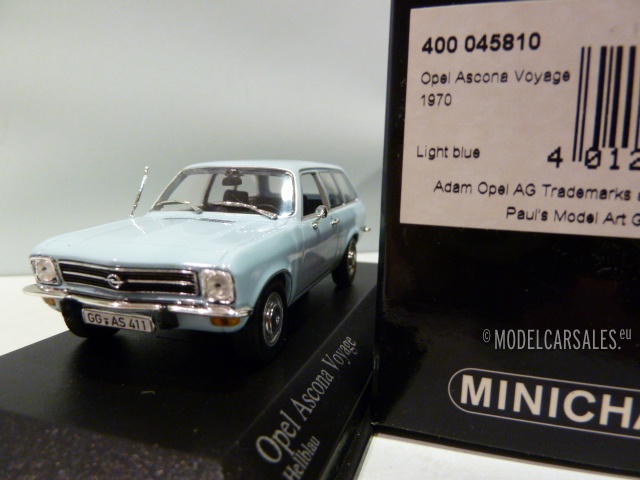 400 045810
Opel Ascona Voyage
1970
Light blue
4 012
Adam Opel AG Trademarks
Paul's Model Art G
© MODELCARSALES.eu
MINICHA
GG AS 411
Opel Ascona Voyage
Hellblau